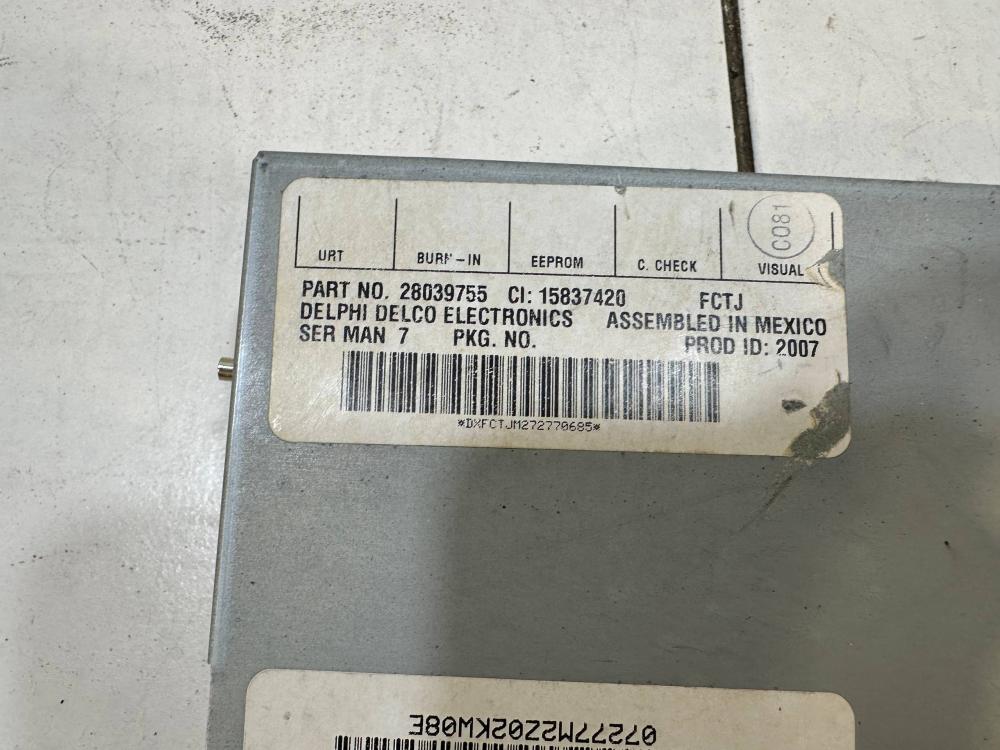 C081
URT BURN-IN EEPROM C. CHECK VISUAL
PART NO. 28039755 CI: 15837420 FCTJ
DELPHI DELCO ELECTRONICS ASSEMBLED IN MEXICO
SER MAN 7 PKG. NO. PROD ID: 2007
*DXFCTJM272770685*
07277M2Z02KW08E